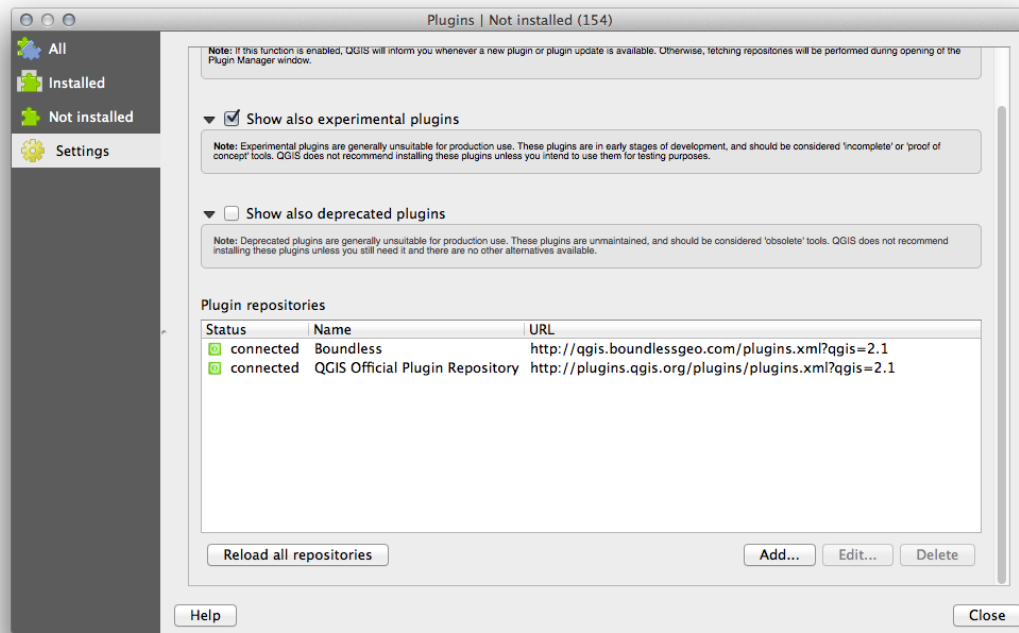 Plugins | Not installed (154)
All
Installed
Not installed
Settings
Note: If this function is enabled, QGIS will inform you whenever a new plugin or plugin update is available. Otherwise, fetching repositories will be performed during opening of the
Plugin Manager window.
Show also experimental plugins
Note: Experimental plugins are generally unsuitable for production use. These plugins are in early stages of development, and should be considered 'incomplete' or 'proof of
concept' tools. QGIS does not recommend installing these plugins unless you intend to use them for testing purposes.
Show also deprecated plugins
Note: Deprecated plugins are generally unsuitable for production use. These plugins are unmaintained, and should be considered 'obsolete' tools. QGIS does not recommend
installing these plugins unless you still need it and there are no other alternatives available.
Plugin repositories
Status Name URL
connected Boundless http://qgis.boundlessgeo.com/plugins.xml?qgis=2.1
connected QGIS Official Plugin Repository http://plugins.qgis.org/plugins/plugins.xml?qgis=2.1
Reload all repositories Add... Edit... Delete
Help Close